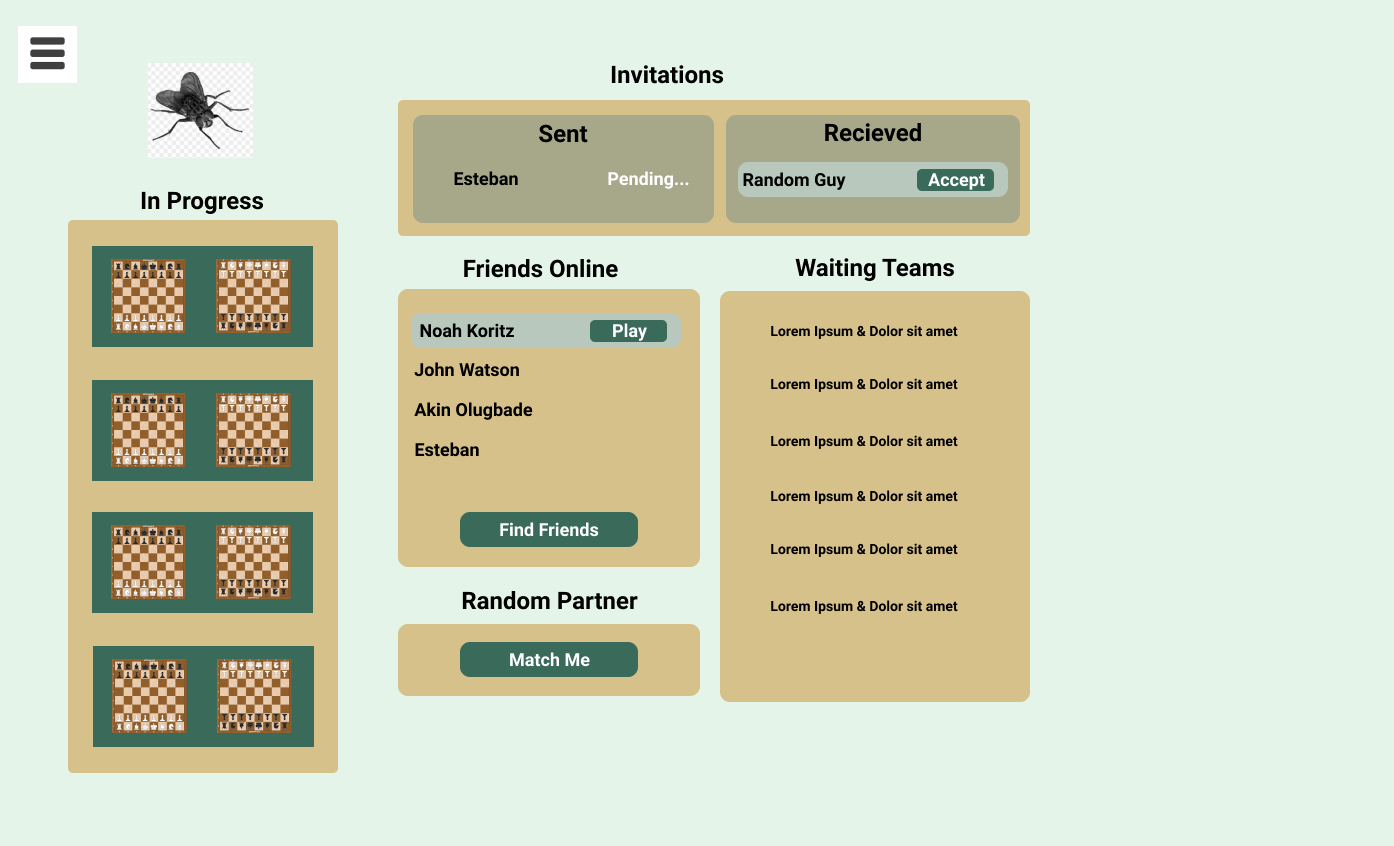 Invitations
Sent
Recieved
Esteban
Pending...
Random Guy
Accept
In Progress
Friends Online
Waiting Teams
Noah Koritz
Play
John Watson
Akin Olugbade
Esteban
Find Friends
Lorem Ipsum & Dolor sit amet
Lorem Ipsum & Dolor sit amet
Lorem Ipsum & Dolor sit amet
Lorem Ipsum & Dolor sit amet
Lorem Ipsum & Dolor sit amet
Lorem Ipsum & Dolor sit amet
Random Partner
Match Me